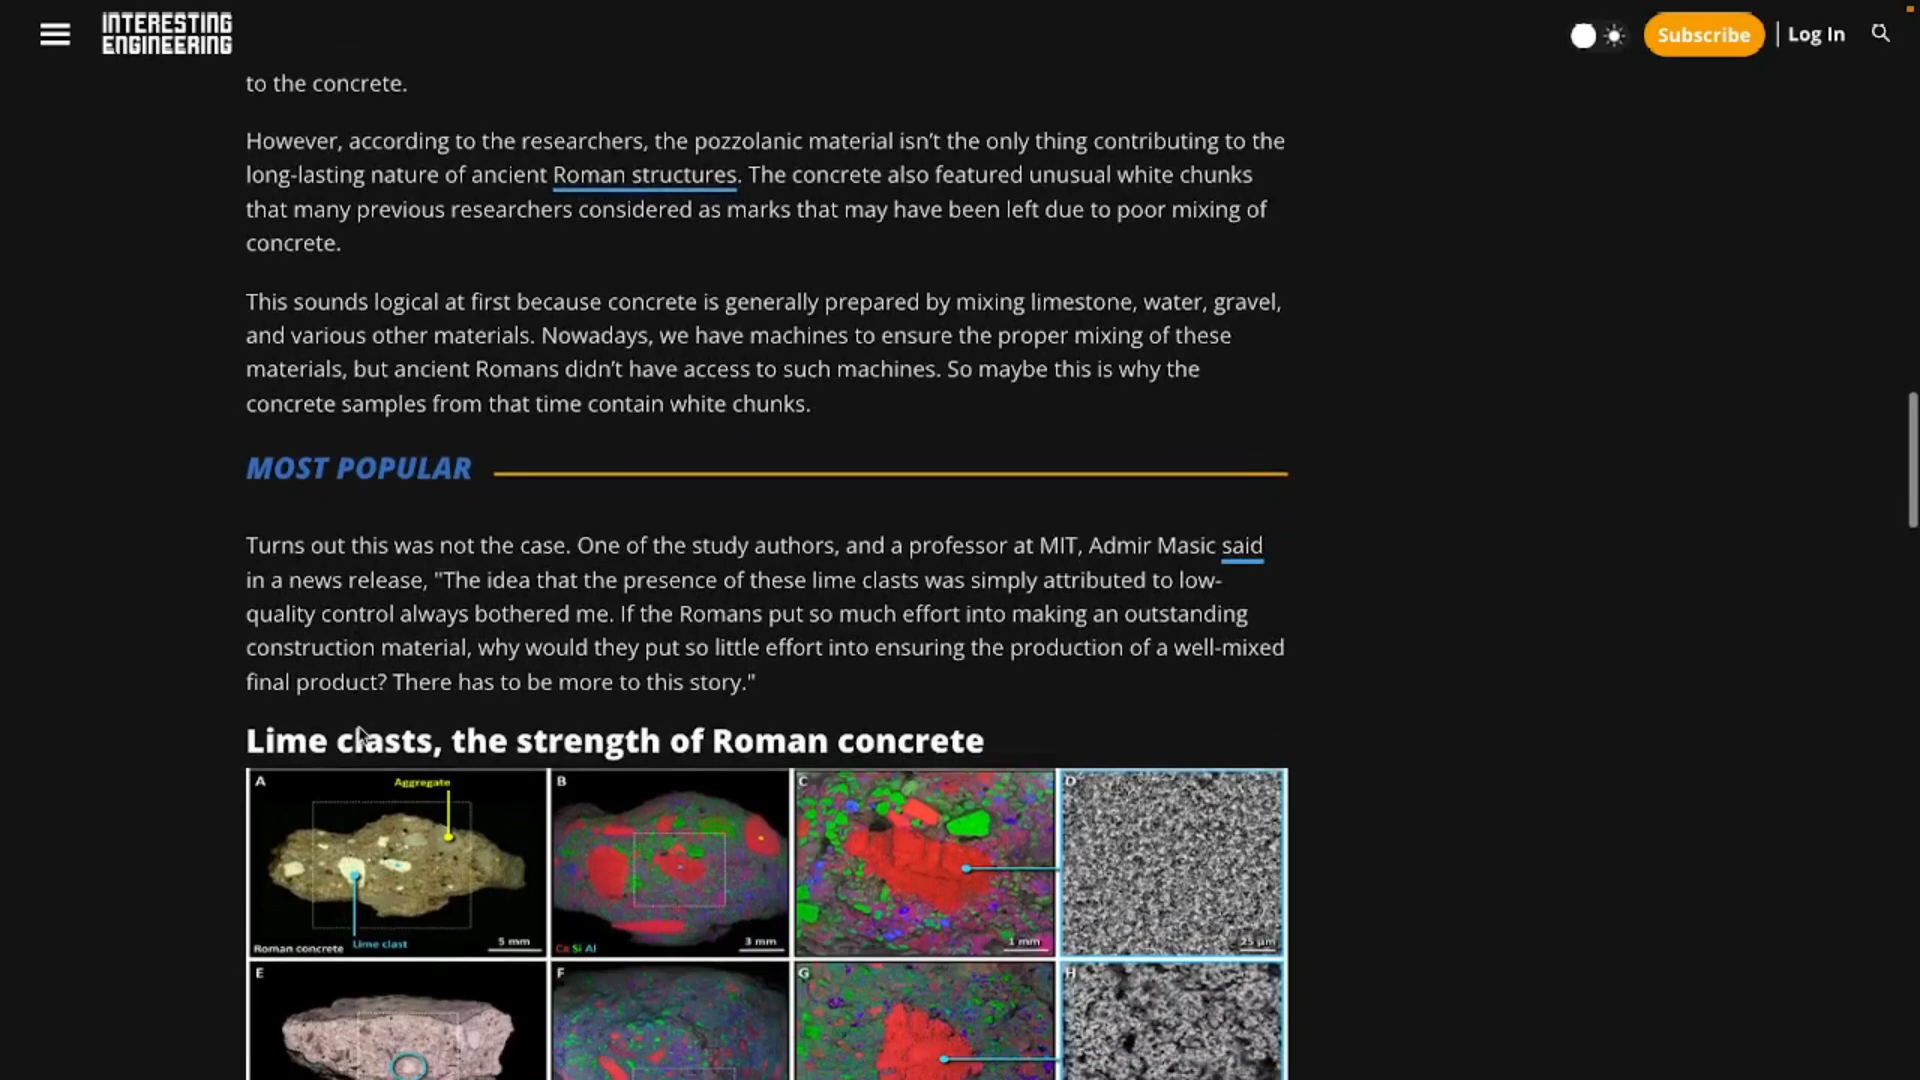 INTERESTING
ENGINEERING
Subscribe
Log In
to the concrete.
However, according to the researchers, the pozzolanic material isn’t the only thing contributing to the
long-lasting nature of ancient Roman structures. The concrete also featured unusual white chunks
that many previous researchers considered as marks that may have been left due to poor mixing of
concrete.
This sounds logical at first because concrete is generally prepared by mixing limestone, water, gravel,
and various other materials. Nowadays, we have machines to ensure the proper mixing of these
materials, but ancient Romans didn’t have access to such machines. So maybe this is why the
concrete samples from that time contain white chunks.
MOST POPULAR
Turns out this was not the case. One of the study authors, and a professor at MIT, Admir Masic said
in a news release, "The idea that the presence of these lime clasts was simply attributed to low-
quality control always bothered me. If the Romans put so much effort into making an outstanding
construction material, why would they put so little effort into ensuring the production of a well-mixed
final product? There has to be more to this story."
Lime clasts, the strength of Roman concrete
A
Aggregate
Roman concrete
Lime clast
5 mm
B
Ca Si Al
3 mm
C
1 mm
D
25 µm
E
F
G
H